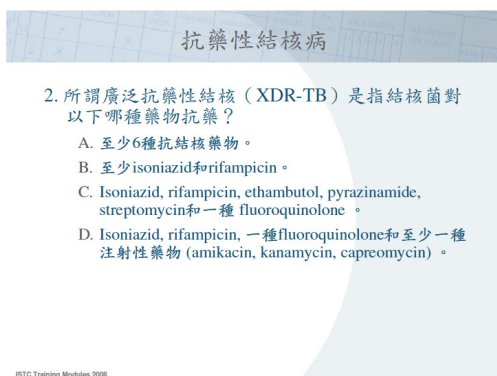 抗藥性結核病
2. 所謂廣泛抗藥性結核（XDR-TB）是指結核菌對
以下哪種藥物抗藥？
A. 至少6種抗結核藥物。
B. 至少isoniazid和rifampicin。
C. Isoniazid, rifampicin, ethambutol, pyrazinamide,
streptomycin和一種 fluoroquinolone 。
D. Isoniazid, rifampicin, 一種fluoroquinolone和至少一種
注射性藥物 (amikacin, kanamycin, capreomycin) 。
ISTC Training Modules 2008